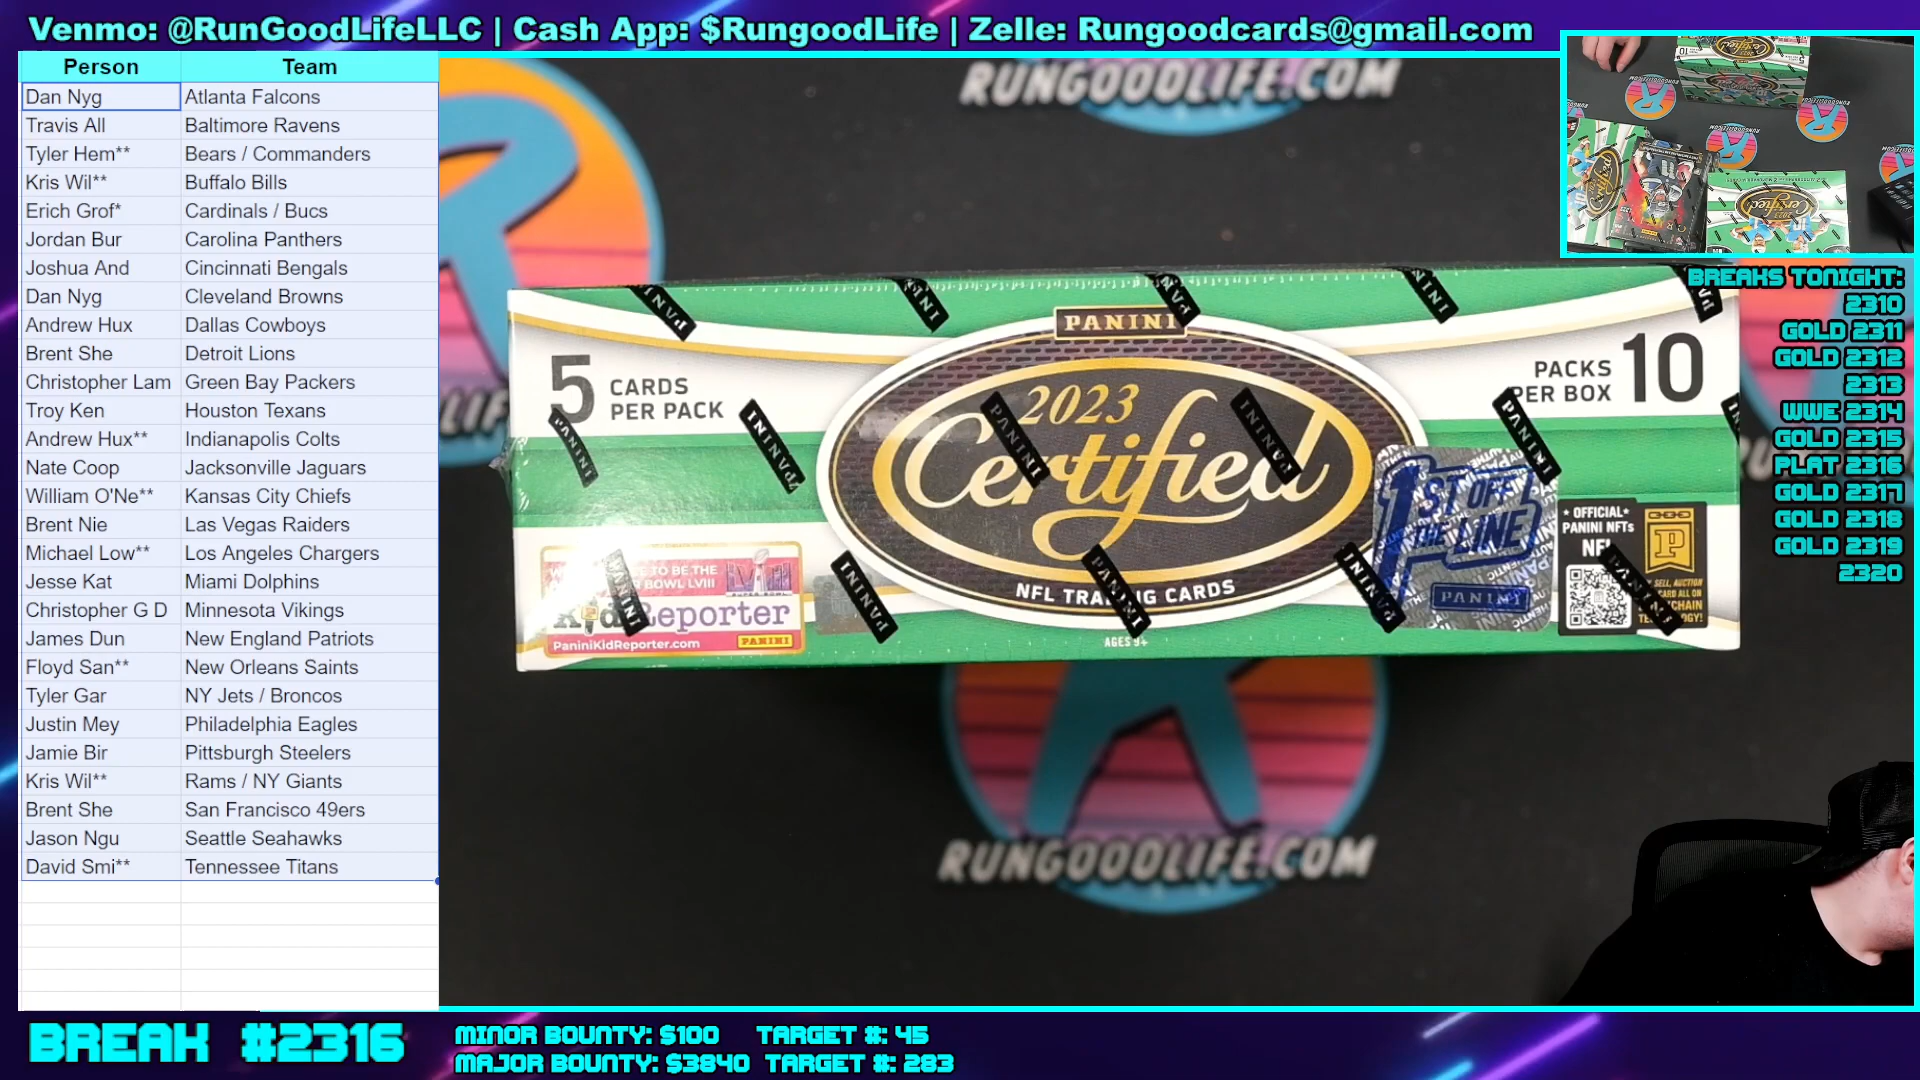 Venmo: @RunGoodLifeLLC | Cash App: $RungoodLife | Zelle: Rungoodcards@gmail.com
Person Team
Dan Nyg Atlanta Falcons
Travis All Baltimore Ravens
Tyler Hem** Bears / Commanders
Kris Wil** Buffalo Bills
Erich Grof* Cardinals / Bucs
Jordan Bur Carolina Panthers
Joshua And Cincinnati Bengals
Dan Nyg Cleveland Browns
Andrew Hux Dallas Cowboys
Brent She Detroit Lions
Christopher Lam Green Bay Packers
Troy Ken Houston Texans
Andrew Hux** Indianapolis Colts
Nate Coop Jacksonville Jaguars
William O'Ne** Kansas City Chiefs
Brent Nie Las Vegas Raiders
Michael Low** Los Angeles Chargers
Jesse Kat Miami Dolphins
Christopher G D Minnesota Vikings
James Dun New England Patriots
Floyd San** New Orleans Saints
Tyler Gar NY Jets / Broncos
Justin Mey Philadelphia Eagles
Jamie Bir Pittsburgh Steelers
Kris Wil** Rams / NY Giants
Brent She San Francisco 49ers
Jason Ngu Seattle Seahawks
David Smi** Tennessee Titans
RUNGOODLIFE.COM
PANINI
5 CARDS PER PACK
PACKS PER BOX 10
2023
Certified
NFL TRADING CARDS
AGES 9+
1ST OFF THE LINE
PANINI
OFFICIAL
PANINI NFTs
KidReporter
PaniniKidReporter.com
PANINI
RUNGOODLIFE.COM
BREAKS TONIGHT:
2310
GOLD 2311
GOLD 2312
2313
WWE 2314
GOLD 2315
PLAT 2316
GOLD 2317
GOLD 2318
GOLD 2319
2320
BREAK #2316
MINOR BOUNTY: $100 TARGET #: 45
MAJOR BOUNTY: $3840 TARGET #: 283